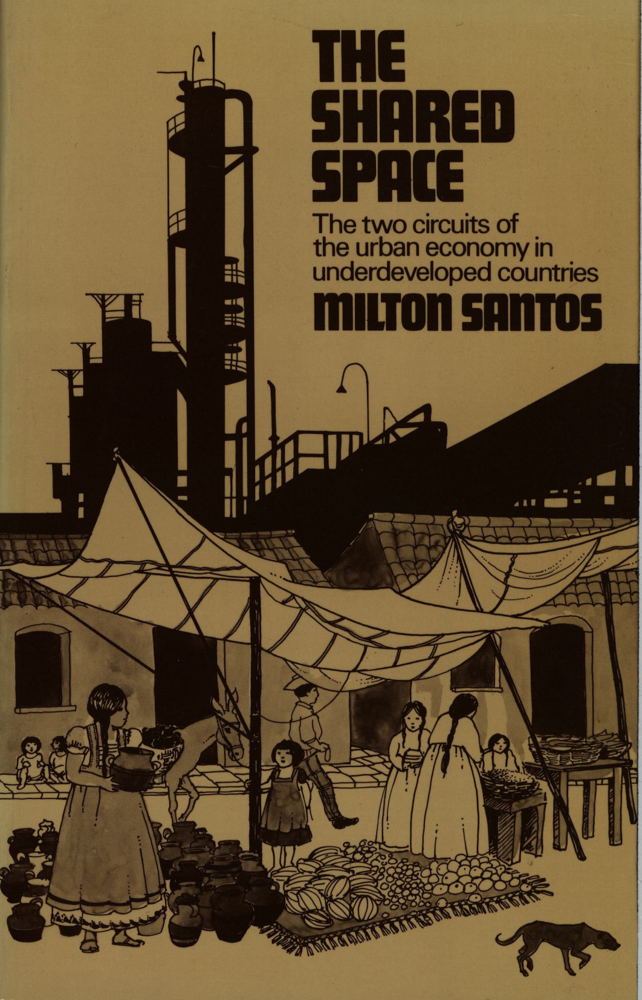 THE
SHARED
SPACE
The two circuits of
the urban economy in
underdeveloped countries
MILTON SANTOS